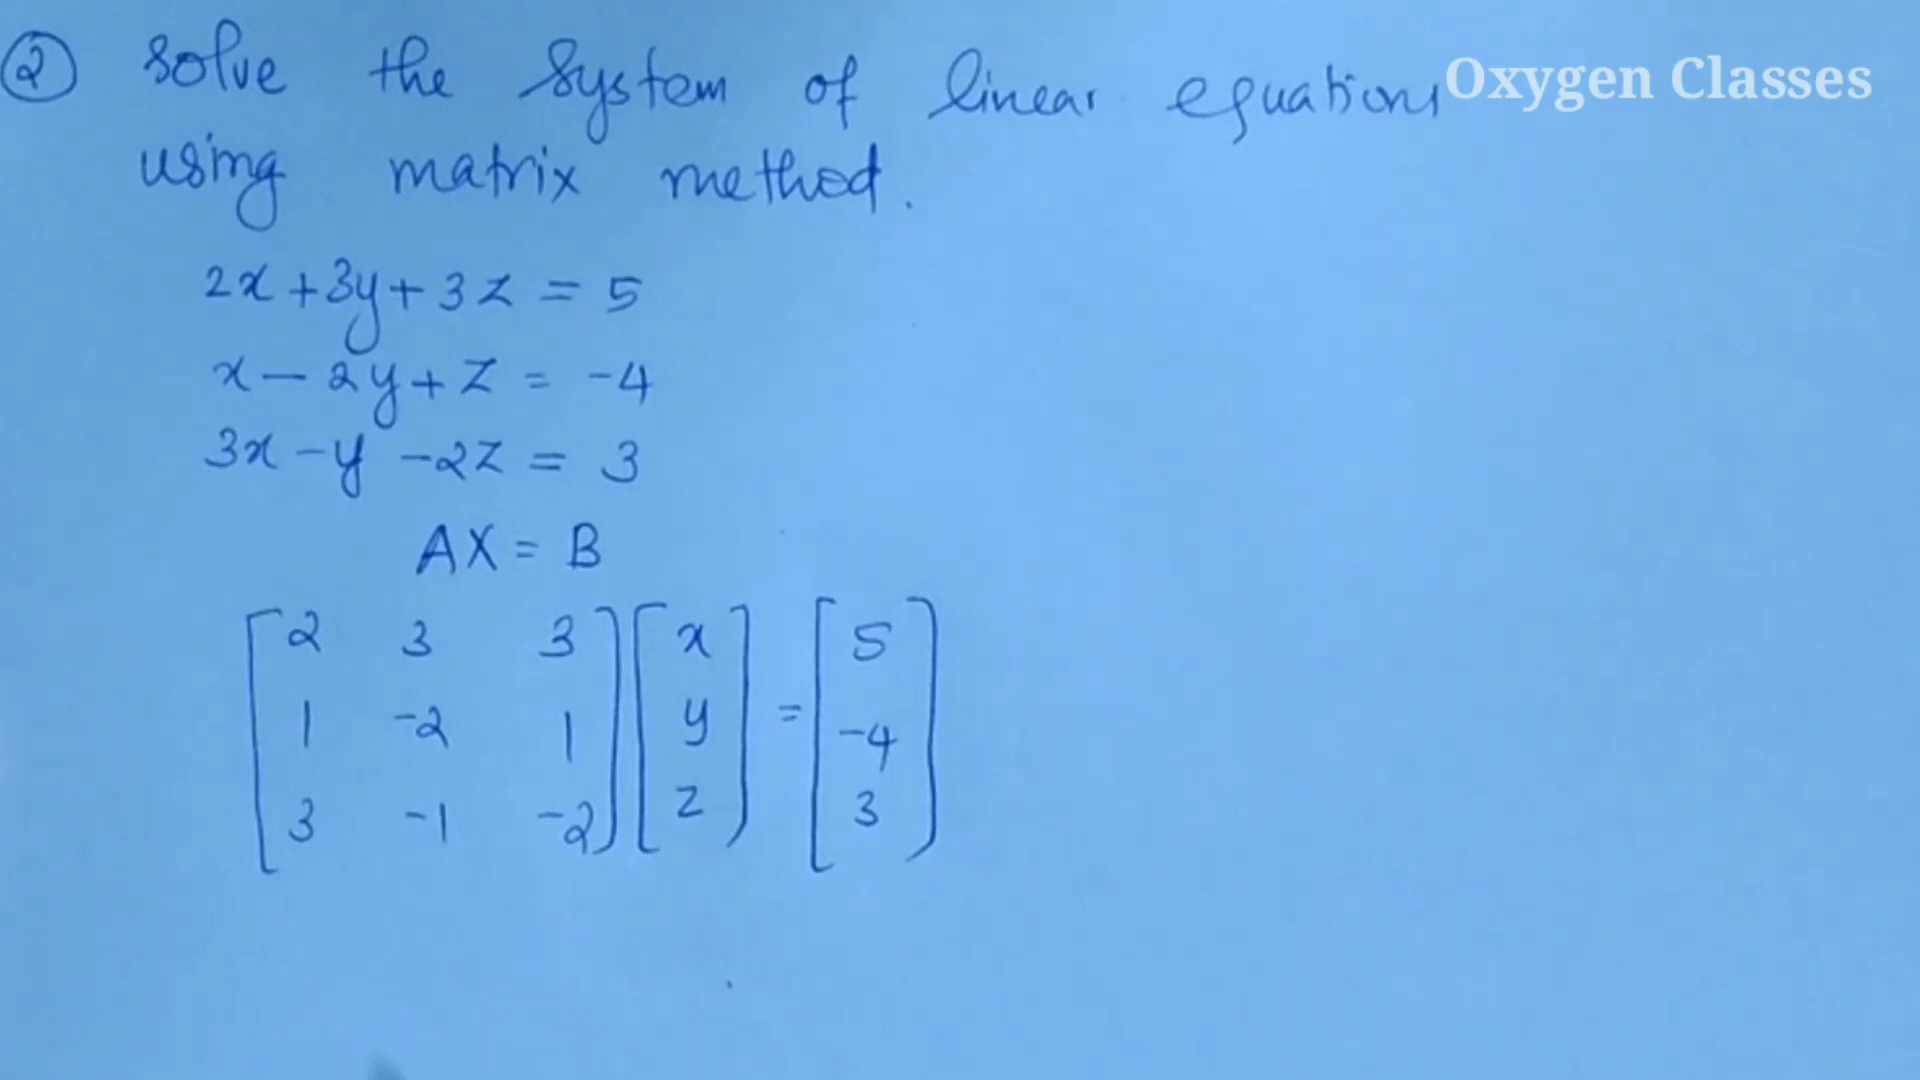 ② Solve the System of linear equations
Oxygen Classes
using matrix method.
2x + 3y + 3z = 5
x - 2y + z = -4
3x - y - 2z = 3
AX = B
[2 3 3] [x] = [5]
[1 -2 1] [y] [-4]
[3 -1 -2] [z] [3]